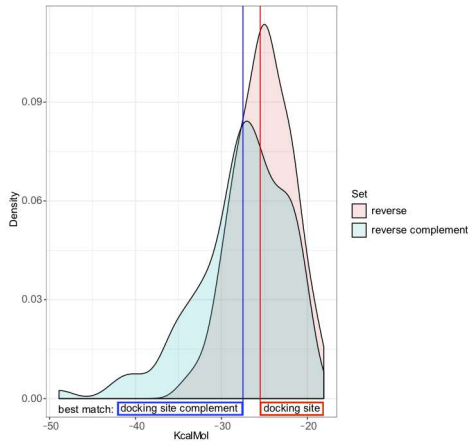 0.09
0.06
0.03
0.00
Density
best match: docking site complement docking site
-50 -40 -30 -20
KcalMol
Set
reverse
reverse complement